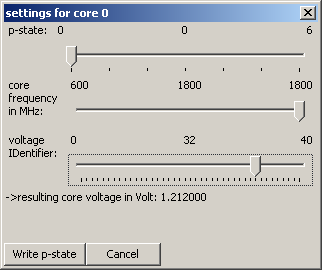 settings for core 0
p-state: 0 0 6
core frequency in MHz: 600 1800 1800
voltage IDentifier: 0 32 40
->resulting core voltage in Volt: 1.212000
Write p-state Cancel